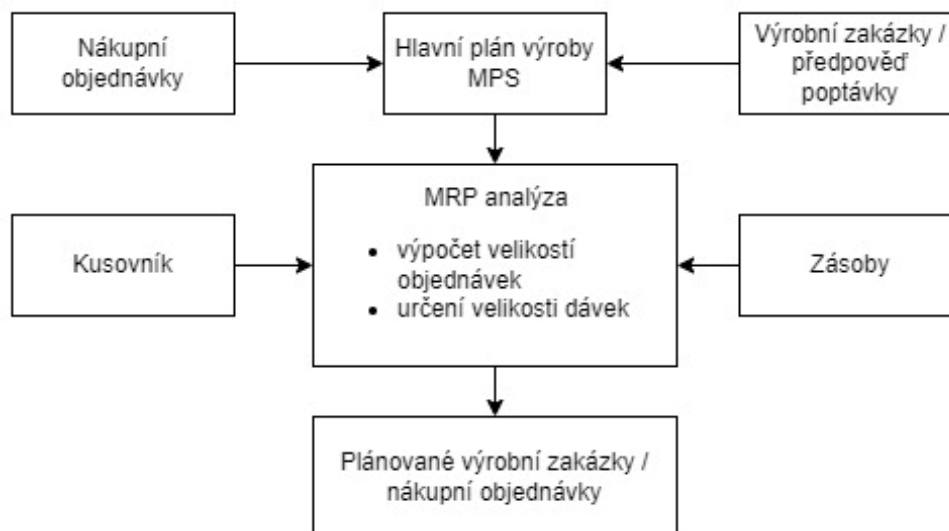 Nákupní
objednávky
Hlavní plán výroby
MPS
Výrobní zakázky /
předpověď
poptávky
MRP analýza
Kusovník
• výpočet velikostí
objednávek
• určení velikosti dávek
Zásoby
Plánované výrobní zakázky /
nákupní objednávky